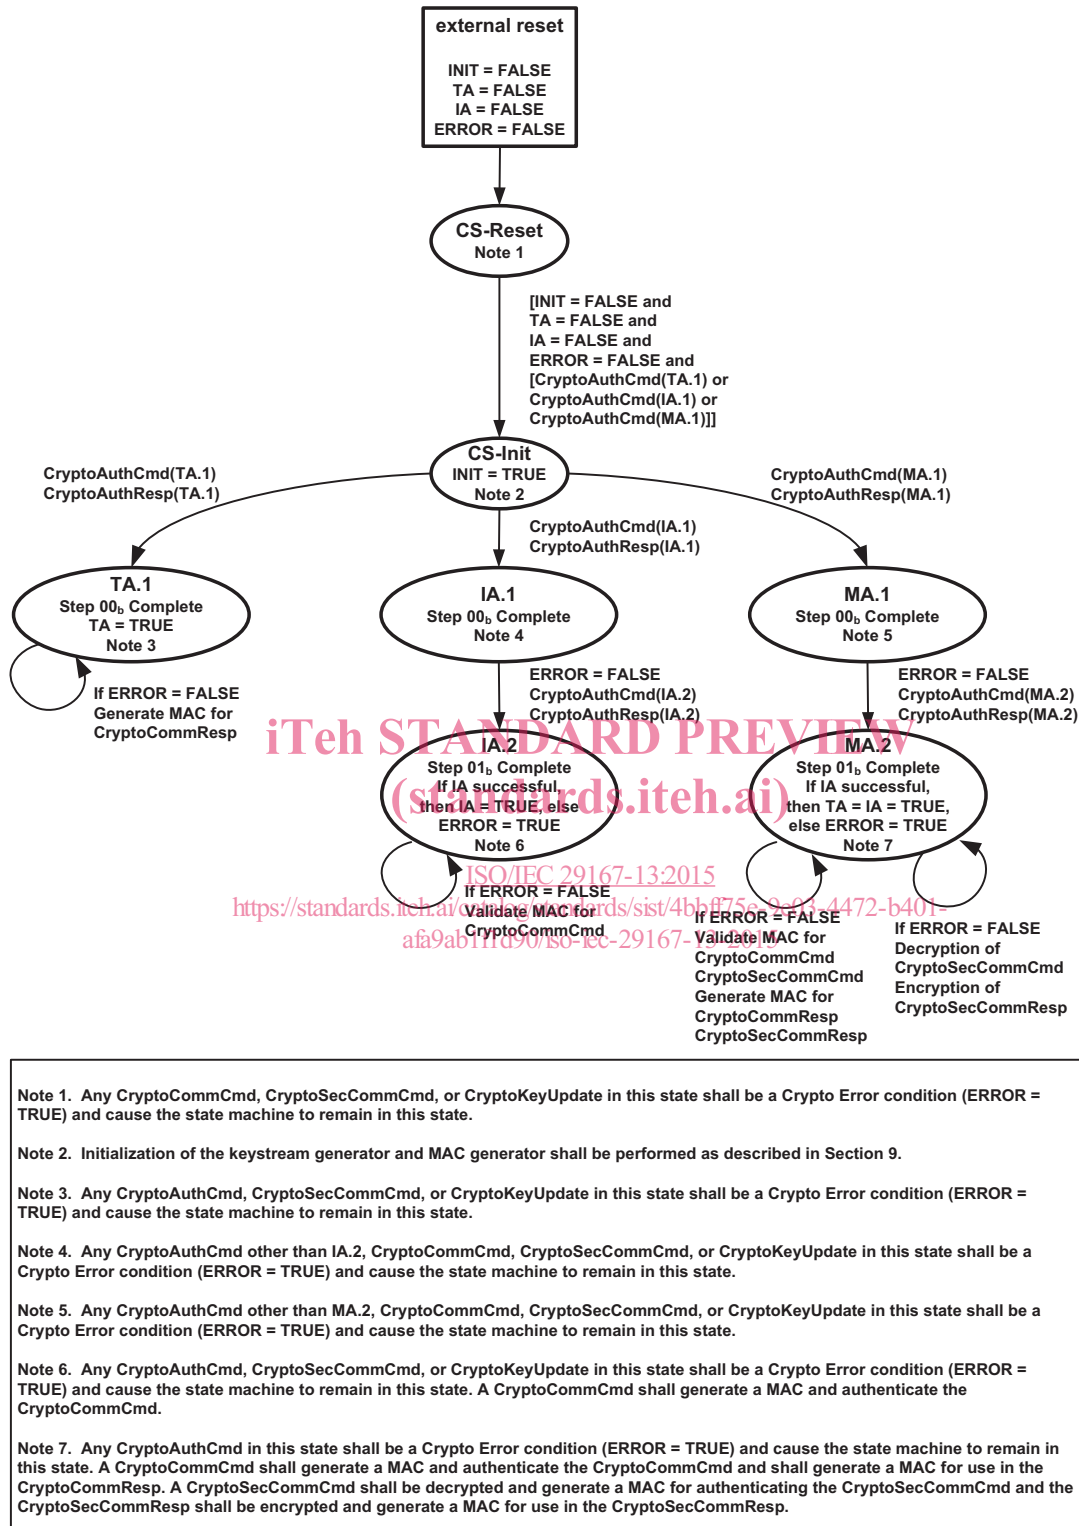 external reset
INIT = FALSE
TA = FALSE
IA = FALSE
ERROR = FALSE
CS-Reset
Note 1
[INIT = FALSE and
TA = FALSE and
IA = FALSE and
ERROR = FALSE and
[CryptoAuthCmd(TA.1) or
CryptoAuthCmd(IA.1) or
CryptoAuthCmd(MA.1)]]
CS-Init
INIT = TRUE
Note 2
CryptoAuthCmd(TA.1)
CryptoAuthResp(TA.1)
CryptoAuthCmd(IA.1)
CryptoAuthResp(IA.1)
CryptoAuthCmd(MA.1)
CryptoAuthResp(MA.1)
TA.1
Step 00b Complete
TA = TRUE
Note 3
IA.1
Step 00b Complete
Note 4
MA.1
Step 00b Complete
Note 5
If ERROR = FALSE
Generate MAC for
CryptoCommResp
ERROR = FALSE
CryptoAuthCmd(IA.2)
CryptoAuthResp(IA.2)
ERROR = FALSE
CryptoAuthCmd(MA.2)
CryptoAuthResp(MA.2)
iTeh STANDARD PREVIEW
(standards.iteh.ai)
IA.2
Step 01b Complete
If IA successful,
then IA = TRUE, else
ERROR = TRUE
Note 6
MA.2
Step 01b Complete
If IA successful,
then TA = IA = TRUE,
else ERROR = TRUE
Note 7
ISO/IEC 29167-13:2015
https://standards.iteh.ai/catalog/standards/sist/4bbff75e-9e03-4472-b401-
afa9ab1ff1d90/iso-iec-29167-13-2015
If ERROR = FALSE
Validate MAC for
CryptoCommCmd
If ERROR = FALSE
Validate MAC for
CryptoCommCmd
CryptoSecCommCmd
Generate MAC for
CryptoCommResp
CryptoSecCommResp
If ERROR = FALSE
Decryption of
CryptoSecCommCmd
Encryption of
CryptoSecCommResp
Note 1. Any CryptoCommCmd, CryptoSecCommCmd, or CryptoKeyUpdate in this state shall be a Crypto Error condition (ERROR =
TRUE) and cause the state machine to remain in this state.
Note 2. Initialization of the keystream generator and MAC generator shall be performed as described in Section 9.
Note 3. Any CryptoAuthCmd, CryptoSecCommCmd, or CryptoKeyUpdate in this state shall be a Crypto Error condition (ERROR =
TRUE) and cause the state machine to remain in this state.
Note 4. Any CryptoAuthCmd other than IA.2, CryptoCommCmd, CryptoSecCommCmd, or CryptoKeyUpdate in this state shall be a
Crypto Error condition (ERROR = TRUE) and cause the state machine to remain in this state.
Note 5. Any CryptoAuthCmd other than MA.2, CryptoCommCmd, CryptoSecCommCmd, or CryptoKeyUpdate in this state shall be a
Crypto Error condition (ERROR = TRUE) and cause the state machine to remain in this state.
Note 6. Any CryptoAuthCmd, CryptoSecCommCmd, or CryptoKeyUpdate in this state shall be a Crypto Error condition (ERROR =
TRUE) and cause the state machine to remain in this state. A CryptoCommCmd shall generate a MAC and authenticate the
CryptoCommCmd.
Note 7. Any CryptoAuthCmd in this state shall be a Crypto Error condition (ERROR = TRUE) and cause the state machine to remain in
this state. A CryptoCommCmd shall generate a MAC and authenticate the CryptoCommCmd and shall generate a MAC for use in the
CryptoCommResp. A CryptoSecCommCmd shall be decrypted and generate a MAC for authenticating the CryptoSecCommCmd and the
CryptoSecCommResp shall be encrypted and generate a MAC for use in the CryptoSecCommResp.